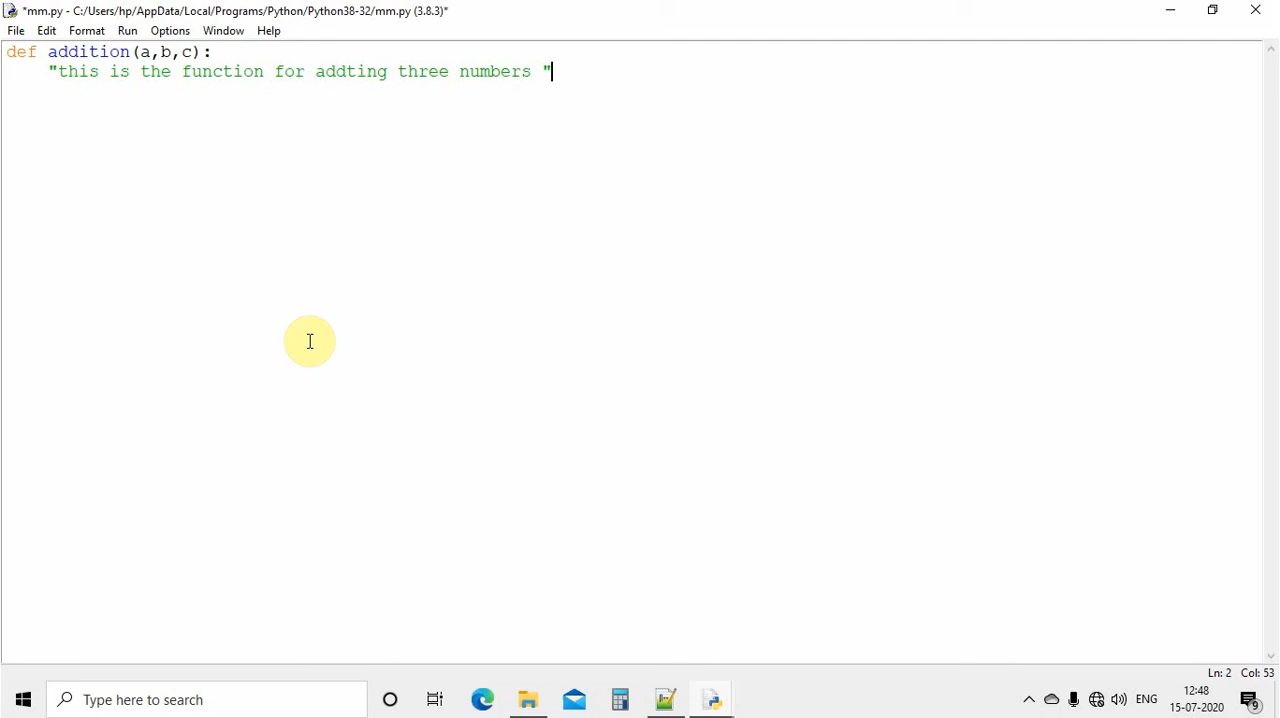 *mm.py - C:/Users/hp/AppData/Local/Programs/Python/Python38-32/mm.py (3.8.3)*
File Edit Format Run Options Window Help
def addition(a,b,c):
    "this is the function for addting three numbers "
Ln: 2 Col: 53
Type here to search
ENG
12:48
15-07-2020
9